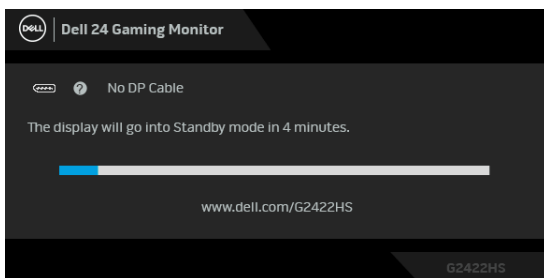 DELL Dell 24 Gaming Monitor
No DP Cable
The display will go into Standby mode in 4 minutes.
www.dell.com/G2422HS
G2422HS